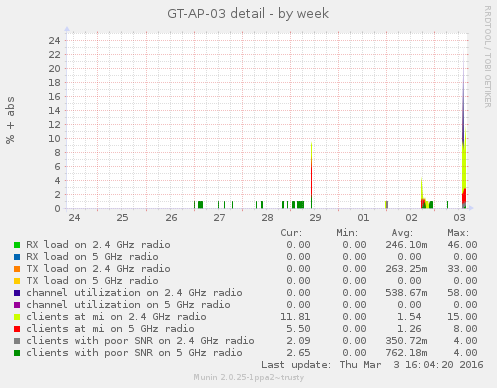 GT-AP-03 detail - by week
RRDTOOL / TOBI OETIKER
% + abs
24
22
20
18
16
14
12
10
8
6
4
2
0
24 25 26 27 28 29 01 02 03
Cur: Min: Avg: Max:
RX load on 2.4 GHz radio 0.00 0.00 246.10m 46.00
RX load on 5 GHz radio 0.00 0.00 0.00 0.00
TX load on 2.4 GHz radio 0.00 0.00 263.25m 33.00
TX load on 5 GHz radio 0.00 0.00 0.00 0.00
channel utilization on 2.4 GHz radio 0.00 0.00 538.67m 58.00
channel utilization on 5 GHz radio 0.00 0.00 0.00 0.00
clients at mi on 2.4 GHz radio 11.81 0.00 1.54 15.00
clients at mi on 5 GHz radio 5.50 0.00 1.26 8.00
clients with poor SNR on 2.4 GHz radio 2.09 0.00 350.72m 4.00
clients with poor SNR on 5 GHz radio 2.65 0.00 762.18m 4.00
Last update: Thu Mar 3 16:04:20 2016
Munin 2.0.25-1ppa2~trusty